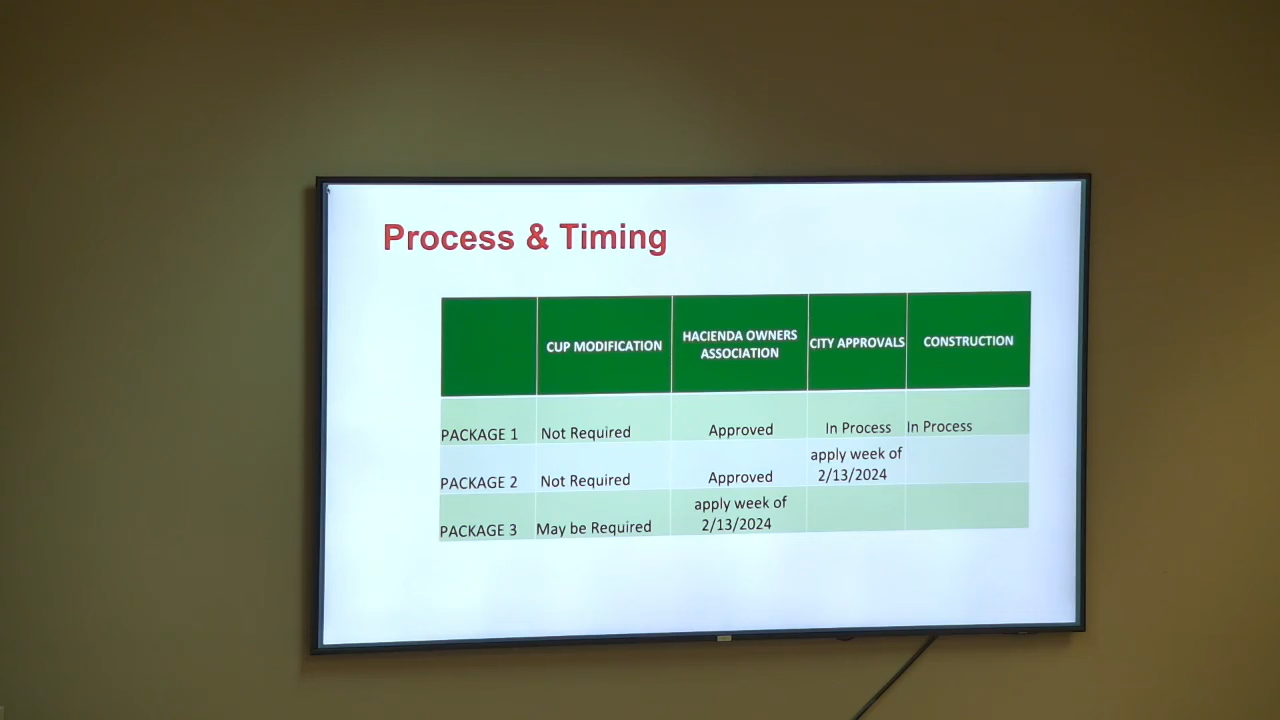 Process & Timing
CUP MODIFICATION
HACIENDA OWNERS
ASSOCIATION
CITY APPROVALS
CONSTRUCTION
PACKAGE 1
Not Required
Approved
In Process
In Process
PACKAGE 2
Not Required
Approved
apply week of
2/13/2024
PACKAGE 3
May be Required
apply week of
2/13/2024